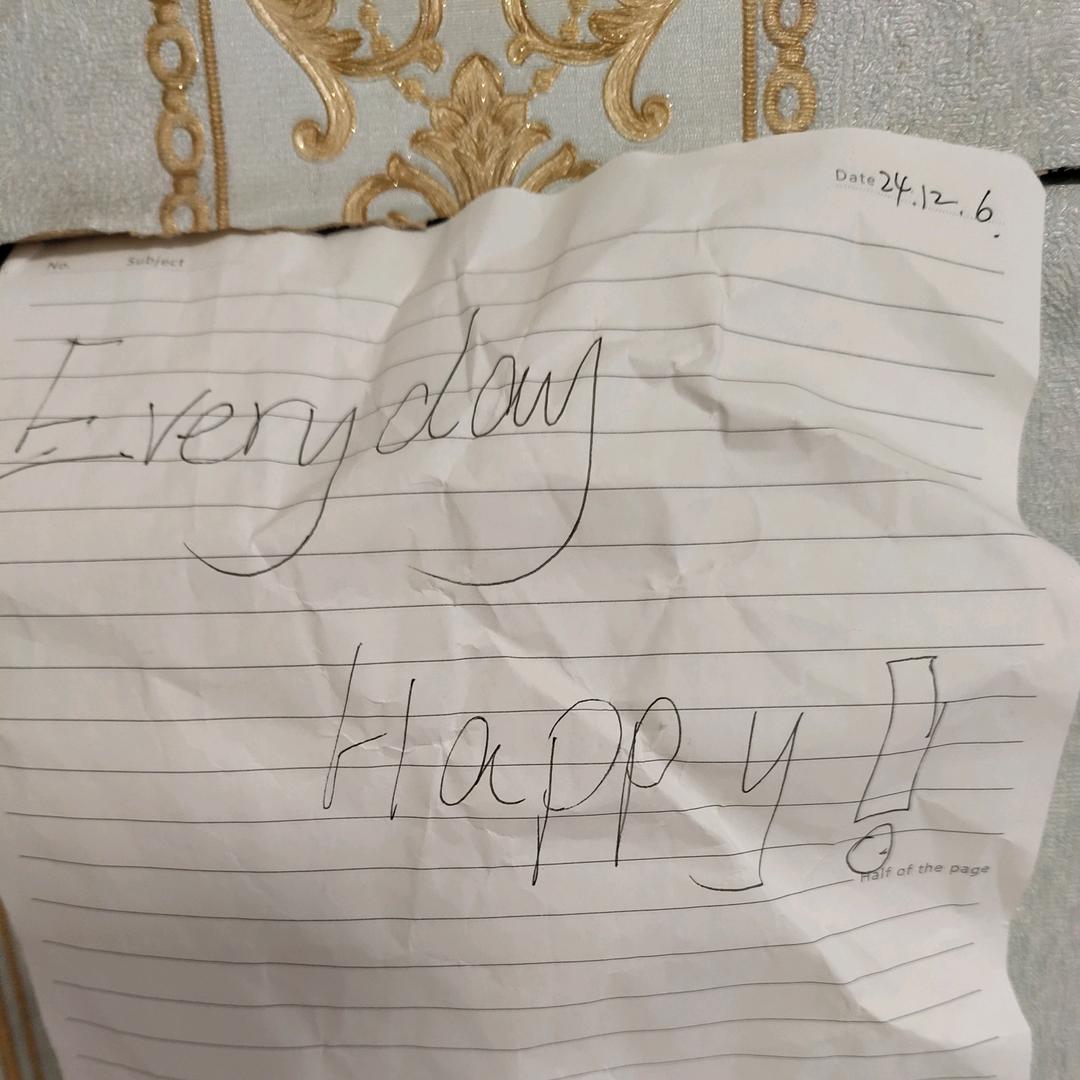 Date 24.12.6.
No. Subject
Everyday
Happy!
Half of the page